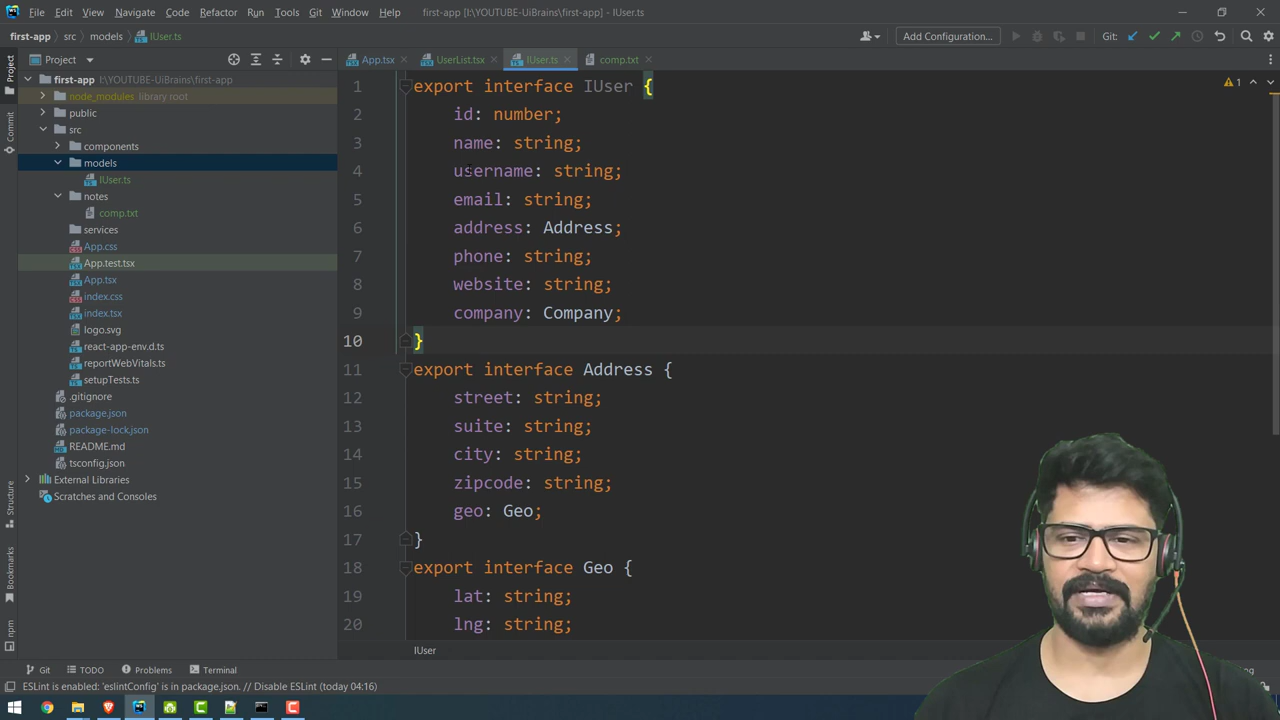 File Edit View Navigate Code Refactor Run Tools Git Window Help first-app [I:\YOUTUBE-UiBrains\first-app] - IUser.ts
first-app src models IUser.ts Add Configuration... Git:
Project
Project
Commit
Structure
Bookmarks
npm
first-app I:\YOUTUBE-UiBrains\first-app
node_modules library root
public
src
components
models
IUser.ts
notes
comp.txt
services
App.css
App.test.tsx
App.tsx
index.css
index.tsx
logo.svg
react-app-env.d.ts
reportWebVitals.ts
setupTests.ts
.gitignore
package.json
package-lock.json
README.md
tsconfig.json
External Libraries
Scratches and Consoles
App.tsx UserList.tsx IUser.ts comp.txt
1 export interface IUser {
2 id: number;
3 name: string;
4 username: string;
5 email: string;
6 address: Address;
7 phone: string;
8 website: string;
9 company: Company;
10 }
11 export interface Address {
12 street: string;
13 suite: string;
14 city: string;
15 zipcode: string;
16 geo: Geo;
17 }
18 export interface Geo {
19 lat: string;
20 lng: string;
1
IUser
Git TODO Problems Terminal
ESLint is enabled: 'eslintConfig' is in package.json. // Disable ESLint (today 04:16)